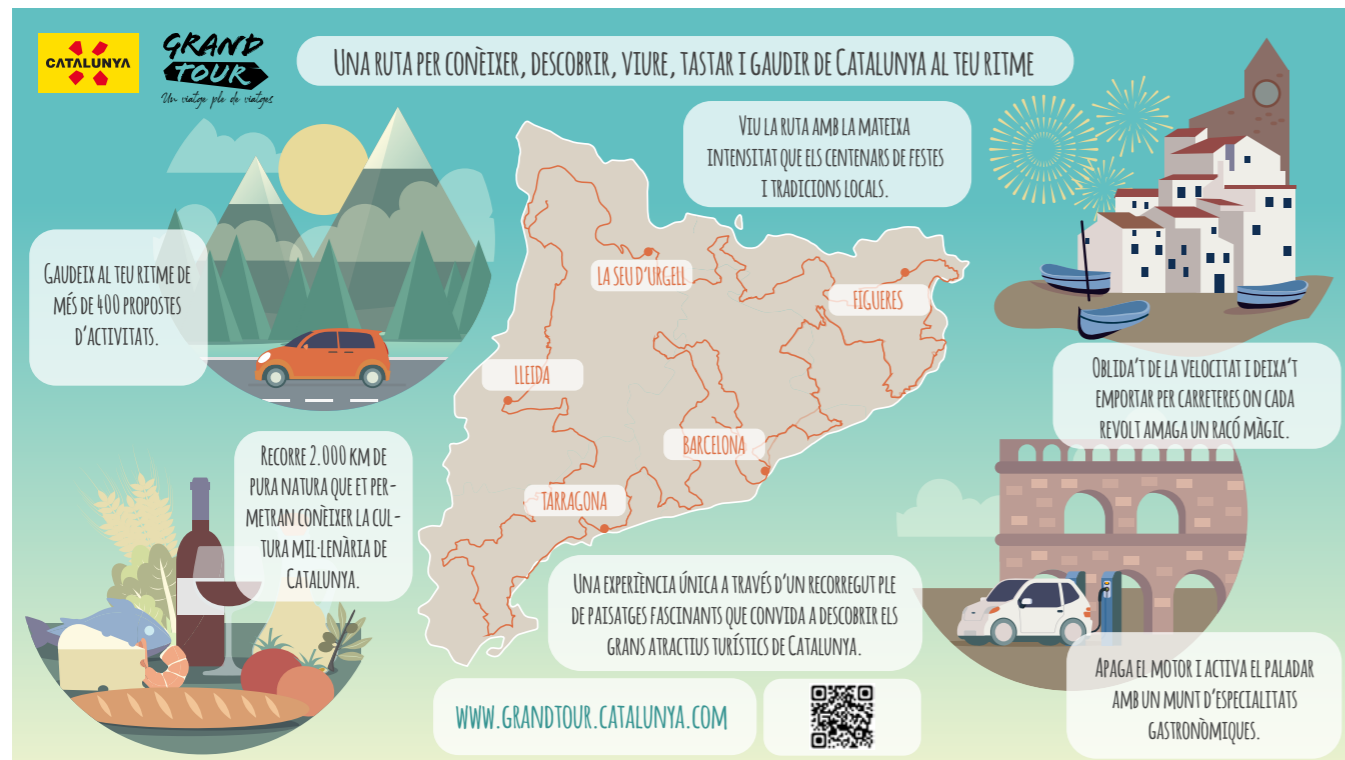 CATALUNYA
GRAND
TOUR
Un viatge ple de viatges
UNA RUTA PER CONÈIXER, DESCOBRIR, VIURE, TASTAR I GAUDIR DE CATALUNYA AL TEU RITME
VIU LA RUTA AMB LA MATEIXA
INTENSITAT QUE ELS CENTENARS DE FESTES
I TRADICIONS LOCALS.
GAUDEIX AL TEU RITME DE
MÉS DE 400 PROPOSTES
D'ACTIVITATS.
LA SEU D'URGELL
FIGUERES
LLEIDA
BARCELONA
TARRAGONA
OBLIDA'T DE LA VELOCITAT I DEIXA'T
EMPORTAR PER CARRETERES ON CADA
REVOLT AMAGA UN RACÓ MÀGIC.
RECORRE 2.000 KM DE
PURA NATURA QUE ET PER-
METRAN CONÈIXER LA CUL-
TURA MIL·LENÀRIA DE
CATALUNYA.
UNA EXPERIÈNCIA ÚNICA A TRAVÉS D'UN RECORREGUT PLE
DE PAISATGES FASCINANTS QUE CONVIDA A DESCOBRIR ELS
GRANS ATRACTIUS TURÍSTICS DE CATALUNYA.
APAGA EL MOTOR I ACTIVA EL PALADAR
AMB UN MUNT D'ESPECIALITATS
GASTRONÒMIQUES.
WWW.GRANDTOUR.CATALUNYA.COM